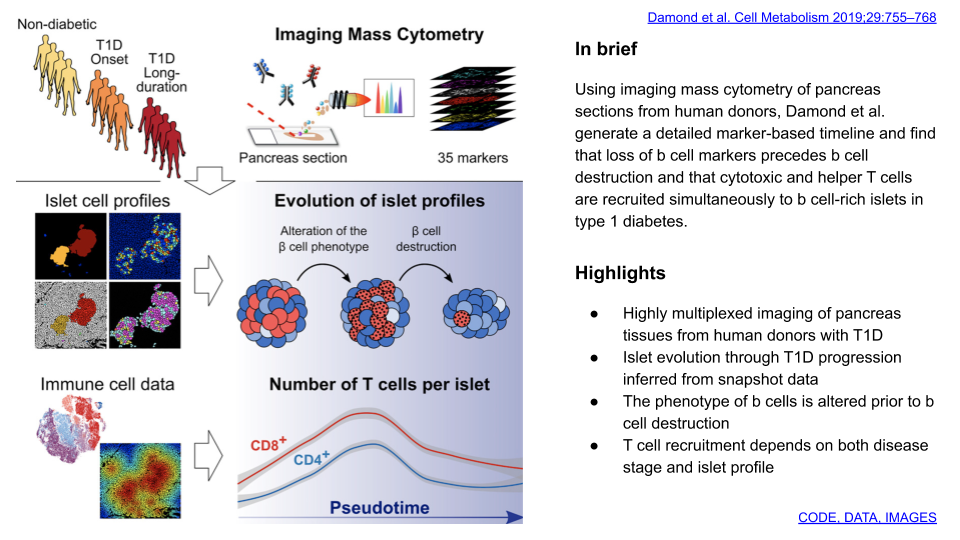 Damond et al. Cell Metabolism 2019;29:755–768
Non-diabetic
T1D
Onset
T1D
Long-
duration
Imaging Mass Cytometry
Pancreas section
35 markers
Islet cell profiles
Evolution of islet profiles
Alteration of the
β cell phenotype
β cell
destruction
Immune cell data
Number of T cells per islet
CD8+
CD4+
Pseudotime
In brief
Using imaging mass cytometry of pancreas
sections from human donors, Damond et al.
generate a detailed marker-based timeline and find
that loss of b cell markers precedes b cell
destruction and that cytotoxic and helper T cells
are recruited simultaneously to b cell-rich islets in
type 1 diabetes.
Highlights
● Highly multiplexed imaging of pancreas
tissues from human donors with T1D
● Islet evolution through T1D progression
inferred from snapshot data
● The phenotype of b cells is altered prior to b
cell destruction
● T cell recruitment depends on both disease
stage and islet profile
CODE, DATA, IMAGES